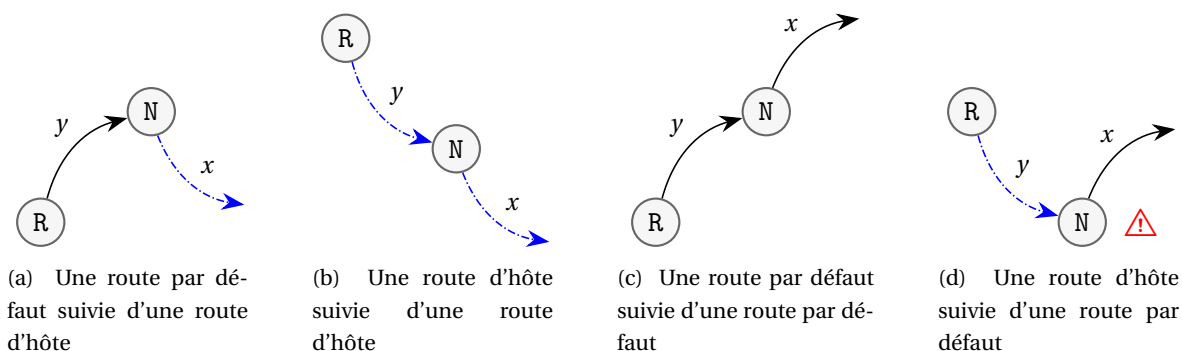 R
y
N
x
(a) Une route par dé-
faut suivie d'une route
d'hôte
R
y
N
x
(b) Une route d'hôte
suivie d'une route
d'hôte
R
y
N
x
(c) Une route par défaut
suivie d'une route par dé-
faut
R
y
N
x
!
(d) Une route d'hôte
suivie d'une route par
défaut